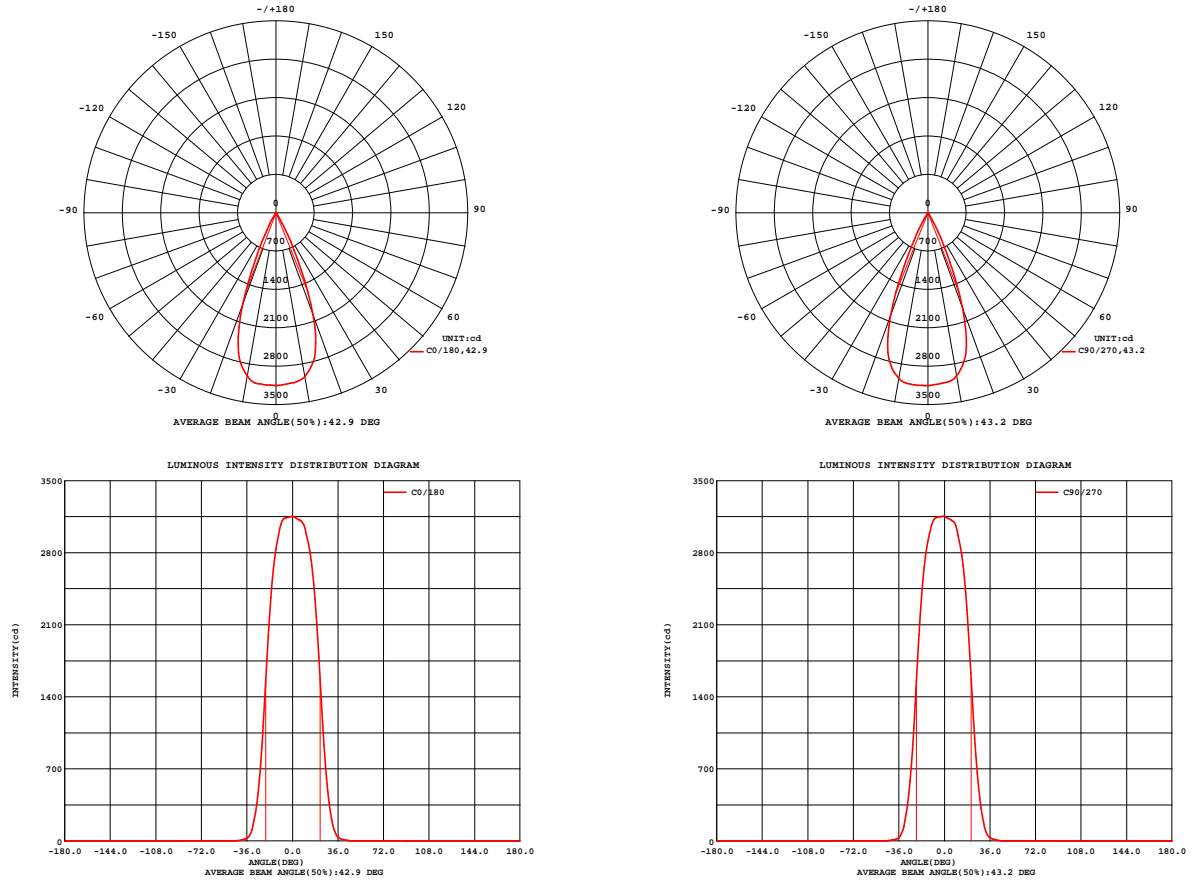 -/+180
-150
150
-120
120
-90
90
0
700
1400
2100
2800
3500
-60
60
-30
30
0
UNIT:cd
C0/180,42.9
AVERAGE BEAM ANGLE(50%):42.9 DEG
-/+180
-150
150
-120
120
-90
90
0
700
1400
2100
2800
3500
-60
60
-30
30
0
UNIT:cd
C90/270,43.2
AVERAGE BEAM ANGLE(50%):43.2 DEG
LUMINOUS INTENSITY DISTRIBUTION DIAGRAM
C0/180
INTENSITY(cd)
3500
2800
2100
1400
700
0
-180.0 -144.0 -108.0 -72.0 -36.0 0.0 36.0 72.0 108.0 144.0 180.0
ANGLE(DEG)
AVERAGE BEAM ANGLE(50%):42.9 DEG
LUMINOUS INTENSITY DISTRIBUTION DIAGRAM
C90/270
INTENSITY(cd)
3500
2800
2100
1400
700
0
-180.0 -144.0 -108.0 -72.0 -36.0 0.0 36.0 72.0 108.0 144.0 180.0
ANGLE(DEG)
AVERAGE BEAM ANGLE(50%):43.2 DEG